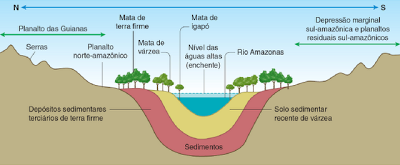 N
S
Planalto das Guianas
Serras
Planalto
norte-amazônico
Mata de
terra firme
Mata de
várzea
Mata de
igapó
Nível das
águas altas
(enchente)
Rio Amazonas
Depressão marginal
sul-amazônica e planaltos
residuais sul-amazônicos
Depósitos sedimentares
terciários de terra firme
Solo sedimentar
recente de várzea
Sedimentos